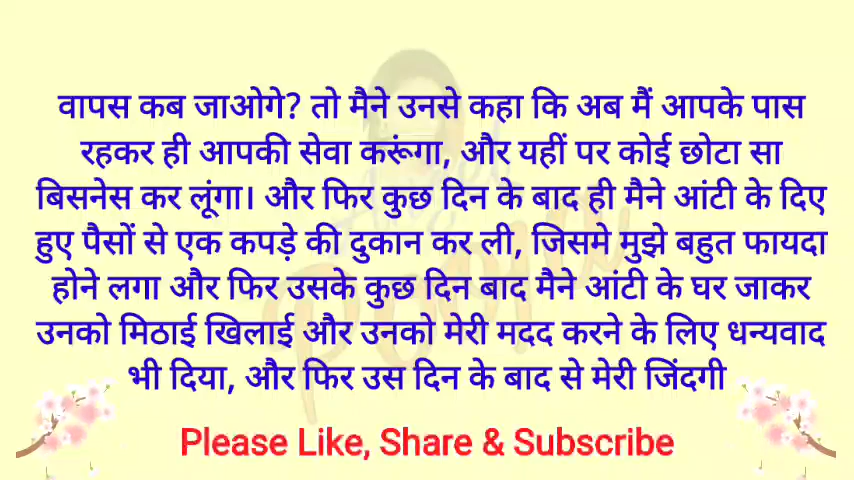 वापस कब जाओगे? तो मैने उनसे कहा कि अब मैं आपके पास
रहकर ही आपकी सेवा करूंगा, और यहीं पर कोई छोटा सा
बिसनेस कर लूंगा। और फिर कुछ दिन के बाद ही मैने आंटी के दिए
हुए पैसों से एक कपड़े की दुकान कर ली, जिसमे मुझे बहुत फायदा
होने लगा और फिर उसके कुछ दिन बाद मैने आंटी के घर जाकर
उनको मिठाई खिलाई और उनको मेरी मदद करने के लिए धन्यवाद
भी दिया, और फिर उस दिन के बाद से मेरी जिंदगी
Please Like, Share & Subscribe